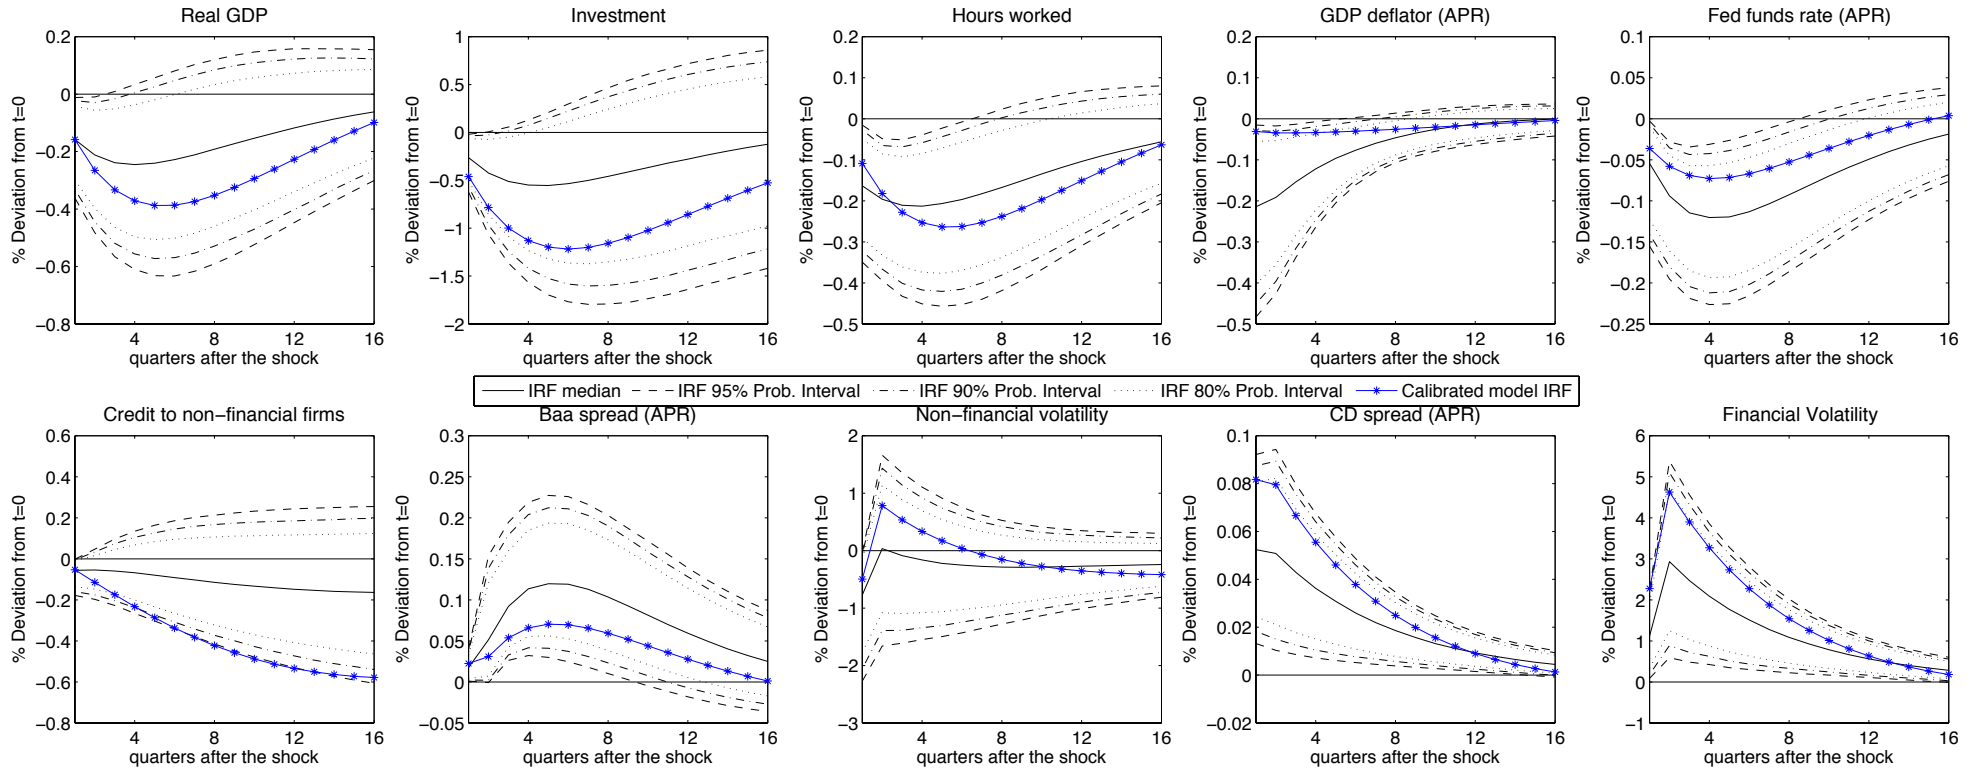 Real GDP
% Deviation from t=0
0.2
0
−0.2
−0.4
−0.6
−0.8
4 8 12 16
quarters after the shock
Investment
% Deviation from t=0
1
0.5
0
−0.5
−1
−1.5
−2
4 8 12 16
quarters after the shock
Hours worked
% Deviation from t=0
0.2
0.1
0
−0.1
−0.2
−0.3
−0.4
−0.5
4 8 12 16
quarters after the shock
GDP deflator (APR)
% Deviation from t=0
0.2
0.1
0
−0.1
−0.2
−0.3
−0.4
−0.5
4 8 12 16
quarters after the shock
Fed funds rate (APR)
% Deviation from t=0
0.1
0.05
0
−0.05
−0.1
−0.15
−0.2
−0.25
4 8 12 16
quarters after the shock
IRF median IRF 95% Prob. Interval IRF 90% Prob. Interval IRF 80% Prob. Interval Calibrated model IRF
Credit to non−financial firms
% Deviation from t=0
0.6
0.4
0.2
0
−0.2
−0.4
−0.6
−0.8
4 8 12 16
quarters after the shock
Baa spread (APR)
% Deviation from t=0
0.3
0.25
0.2
0.15
0.1
0.05
0
−0.05
4 8 12 16
quarters after the shock
Non−financial volatility
% Deviation from t=0
2
1
0
−1
−2
−3
4 8 12 16
quarters after the shock
CD spread (APR)
% Deviation from t=0
0.1
0.08
0.06
0.04
0.02
0
−0.02
4 8 12 16
quarters after the shock
Financial Volatility
% Deviation from t=0
6
5
4
3
2
1
0
−1
4 8 12 16
quarters after the shock